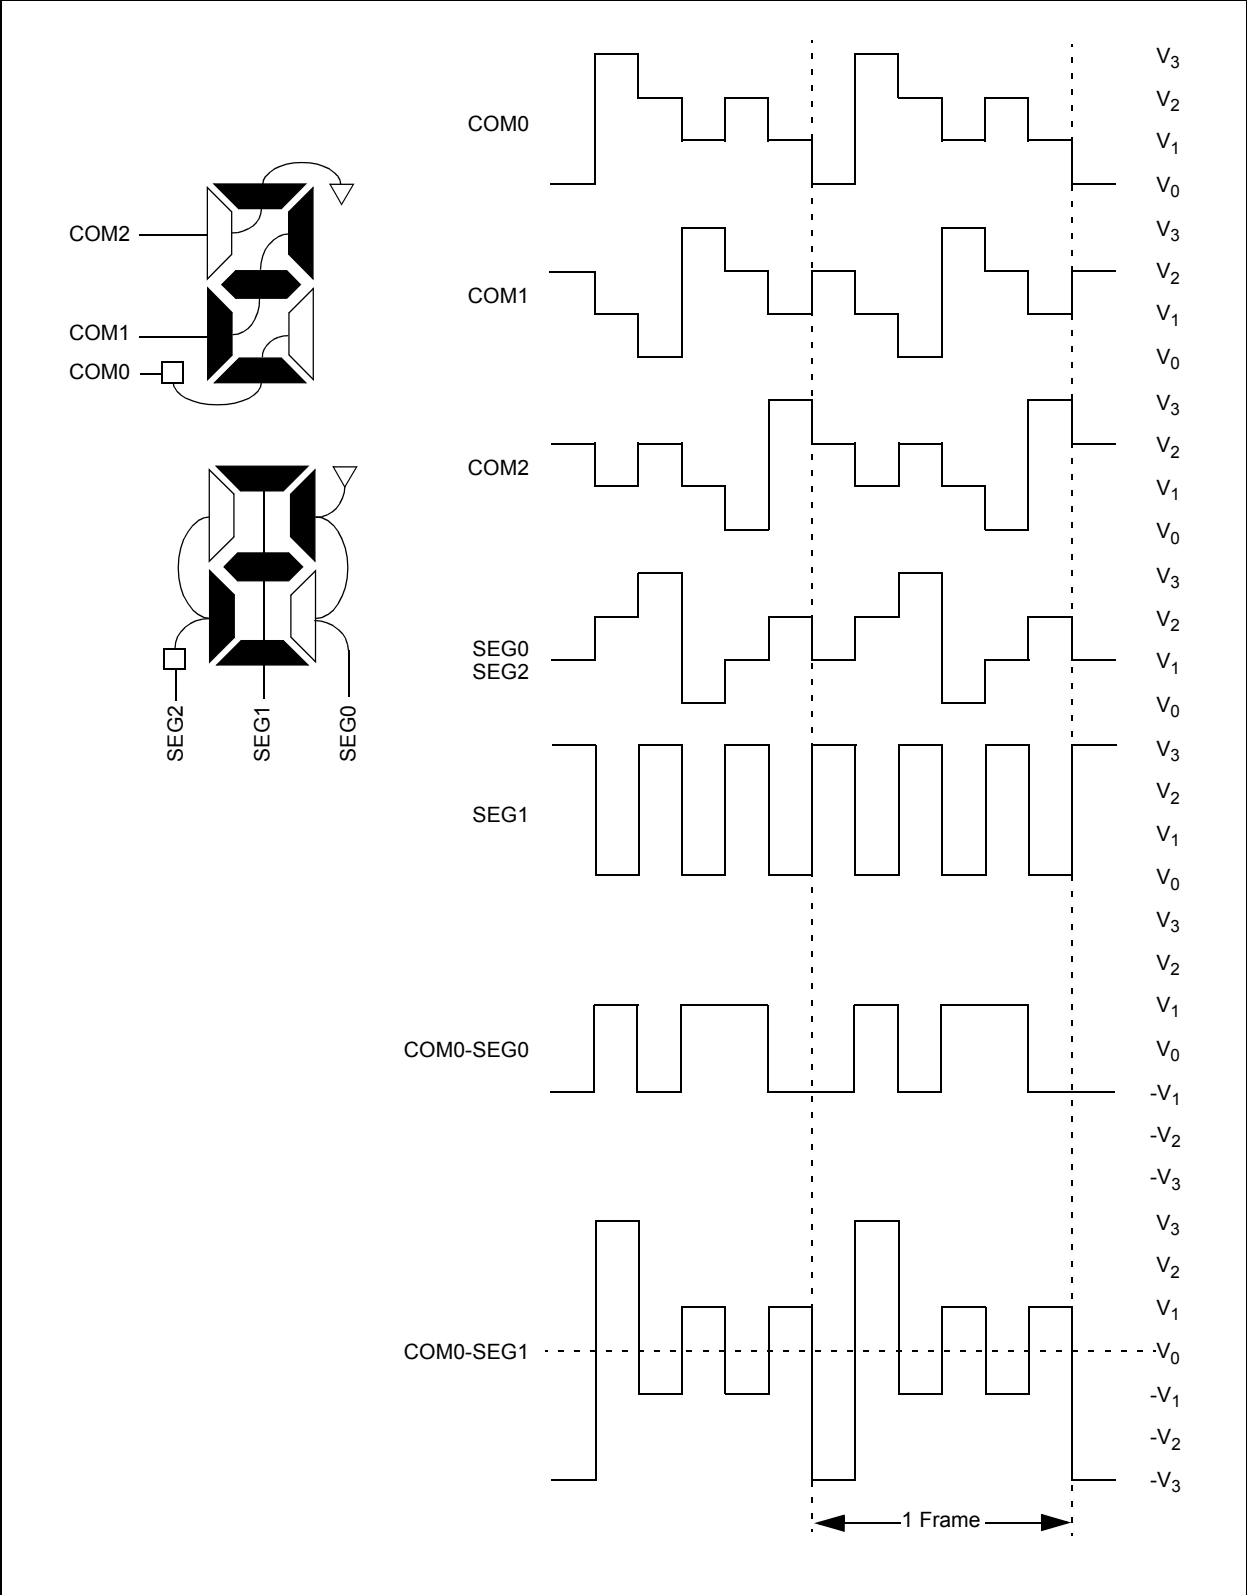 COM2
COM1
COM0
SEG2
SEG1
SEG0
COM0
V3
V2
V1
V0
COM1
V3
V2
V1
V0
COM2
V3
V2
V1
V0
SEG0
SEG2
V3
V2
V1
V0
SEG1
V3
V2
V1
V0
COM0-SEG0
V3
V2
V1
V0
-V1
-V2
-V3
COM0-SEG1
V3
V2
V1
V0
-V1
-V2
-V3
1 Frame